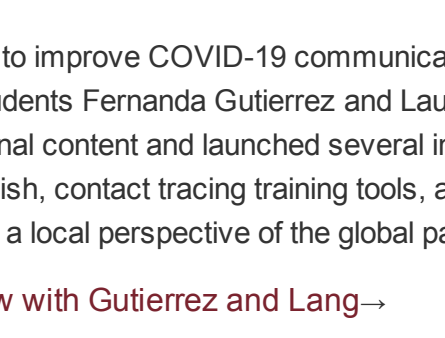 to improve COVID-19 communica
dents Fernanda Gutierrez and Lau
nal content and launched several i
ish, contact tracing training tools, a
a local perspective of the global pa
w with Gutierrez and Lang→